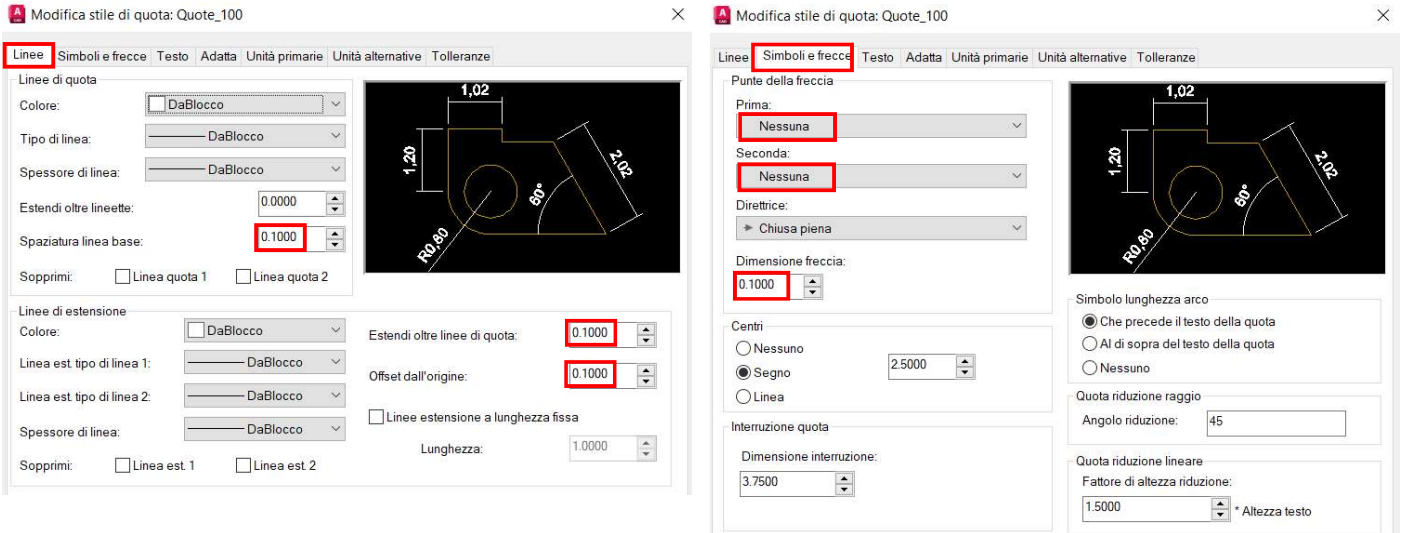 Modifica stile di quota: Quote_100
Linee Simboli e frecce Testo Adatta Unità primarie Unità alternative Tolleranze
Linee di quota
Colore: DaBlocco
Tipo di linea: DaBlocco
Spessore di linea: DaBlocco
Estendi oltre lineette: 0.0000
Spaziatura linea base: 0.1000
Sopprimi: Linea quota 1 Linea quota 2
1,02
1,20
2,02
60°
R0,80
Linee di estensione
Colore: DaBlocco
Linea est. tipo di linea 1: DaBlocco
Linea est. tipo di linea 2: DaBlocco
Spessore di linea: DaBlocco
Sopprimi: Linea est. 1 Linea est. 2
Estendi oltre linee di quota: 0.1000
Offset dall'origine: 0.1000
Linee estensione a lunghezza fissa
Lunghezza: 1.0000
Modifica stile di quota: Quote_100
Linee Simboli e frecce Testo Adatta Unità primarie Unità alternative Tolleranze
Punte della freccia
Prima:
Nessuna
Seconda:
Nessuna
Direttrice:
Chiusa piena
Dimensione freccia:
0.1000
Centri
Nessuno
Segno 2.5000
Linea
Interruzione quota
Dimensione interruzione:
3.7500
1,02
1,20
2,02
60°
R0,80
Simbolo lunghezza arco
Che precede il testo della quota
Al di sopra del testo della quota
Nessuno
Quota riduzione raggio
Angolo riduzione: 45
Quota riduzione lineare
Fattore di altezza riduzione:
1.5000 * Altezza testo